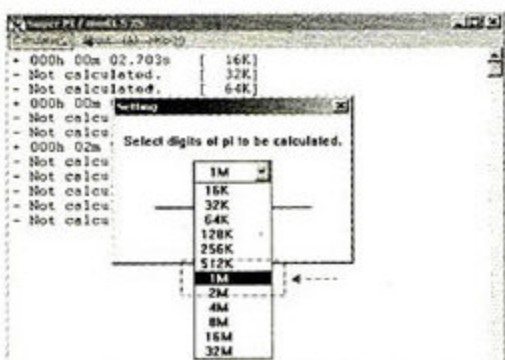 Super PI / mod1.5 XS
+ 000h 00m 02.703s [ 16K]
- Not calculated. [ 32K]
- Not calculated. [ 64K]
+ 000h 00m
- Not calcu
- Not calcu
+ 000h 02m
- Not calcu
- Not calcu
- Not calcu
- Not calcu
- Not calcu
Setting
Select digits of pi to be calculated.
1M
16K
32K
64K
128K
256K
512K
1M
2M
4M
8M
16M
32M